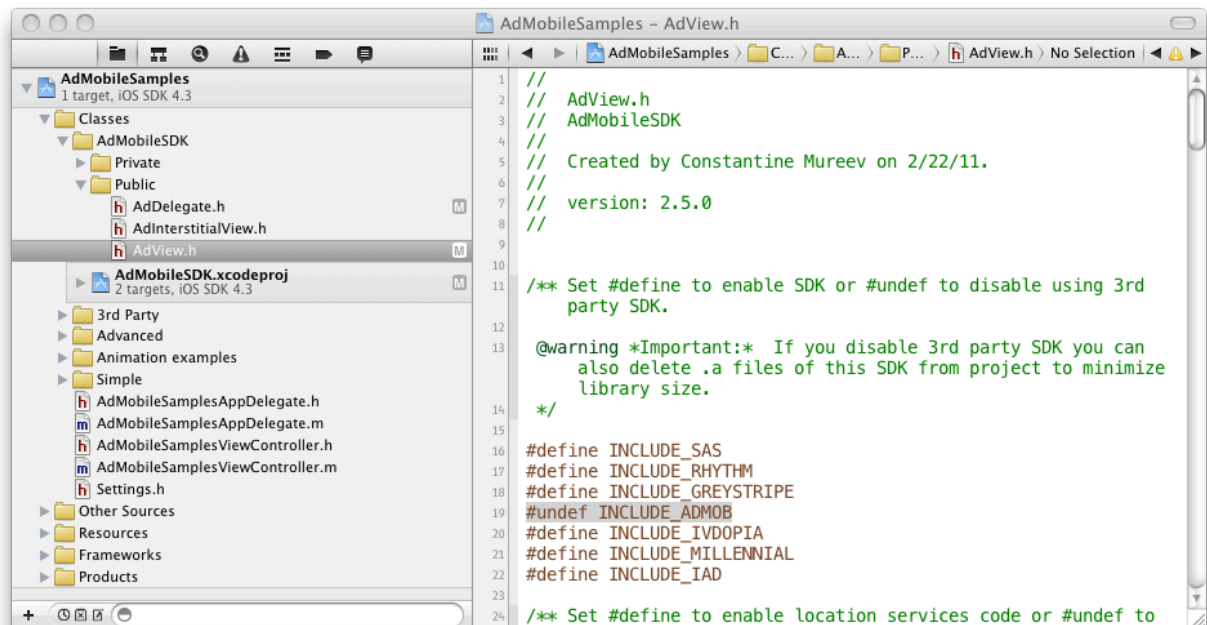 AdMobileSamples – AdView.h
AdMobileSamples
C...
A...
P...
h AdView.h
No Selection
AdMobileSamples
1 target, iOS SDK 4.3
Classes
AdMobileSDK
Private
Public
h AdDelegate.h M
h AdInterstitialView.h
h AdView.h M
AdMobileSDK.xcodeproj M
2 targets, iOS SDK 4.3
3rd Party
Advanced
Animation examples
Simple
h AdMobileSamplesAppDelegate.h
m AdMobileSamplesAppDelegate.m
h AdMobileSamplesViewController.h
m AdMobileSamplesViewController.m
h Settings.h
Other Sources
Resources
Frameworks
Products
1 //
2 // AdView.h
3 // AdMobileSDK
4 //
5 // Created by Constantine Mureev on 2/22/11.
6 //
7 // version: 2.5.0
8 //
9
10
11 /** Set #define to enable SDK or #undef to disable using 3rd
party SDK.
12
13 @warning *Important:* If you disable 3rd party SDK you can
also delete .a files of this SDK from project to minimize
library size.
14 */
15
16 #define INCLUDE_SAS
17 #define INCLUDE_RHYTHM
18 #define INCLUDE_GREYSTRIPE
19 #undef INCLUDE_ADMOB
20 #define INCLUDE_IVDOPIA
21 #define INCLUDE_MILLENNIAL
22 #define INCLUDE_IAD
23
24 /** Set #define to enable location services code or #undef to